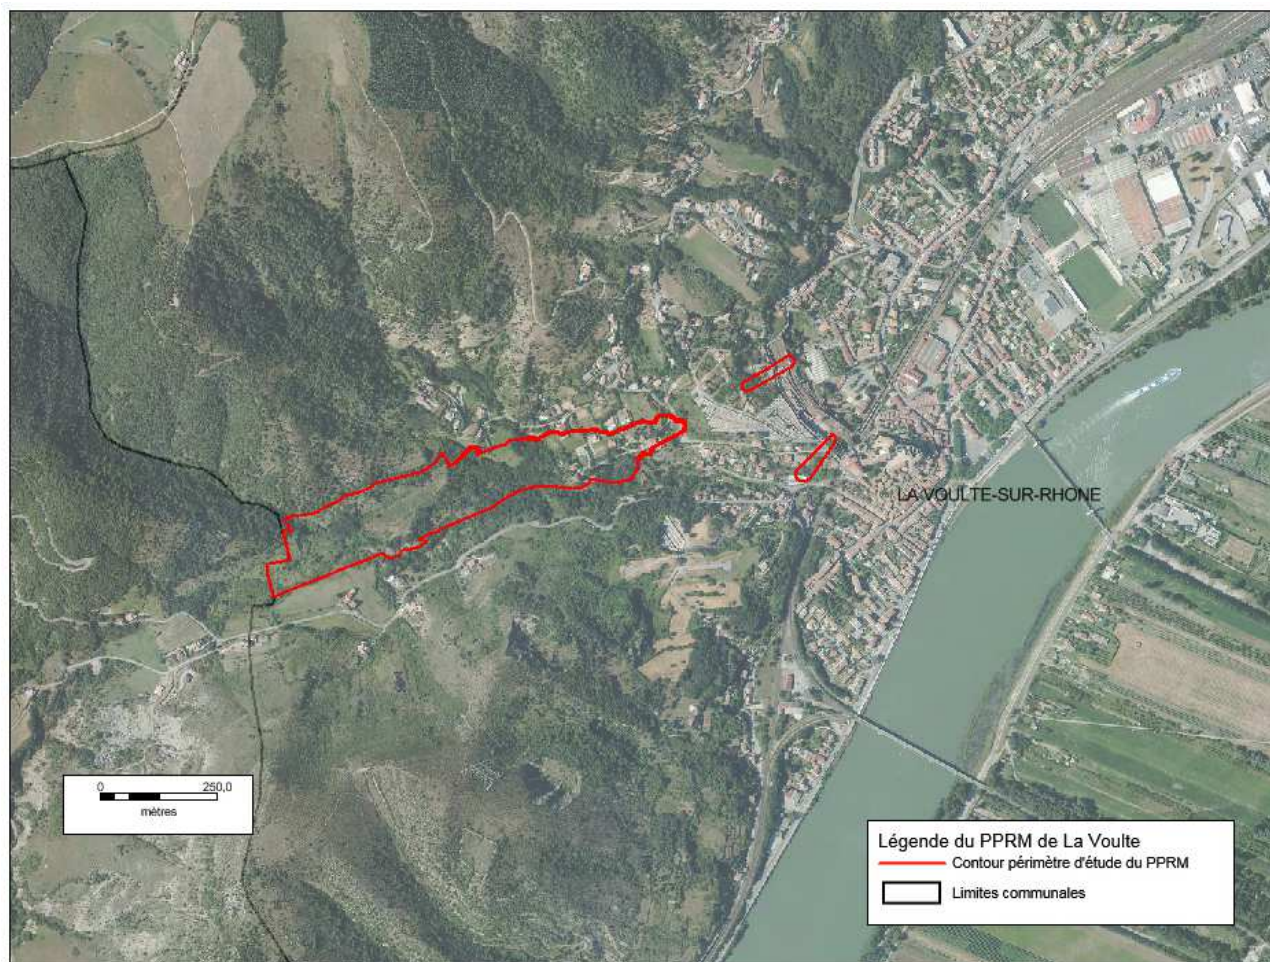 LA VOULTE-SUR-RHONE
0 250,0
mètres
Légende du PPRM de La Voulte
Contour périmètre d'étude du PPRM
Limites communales